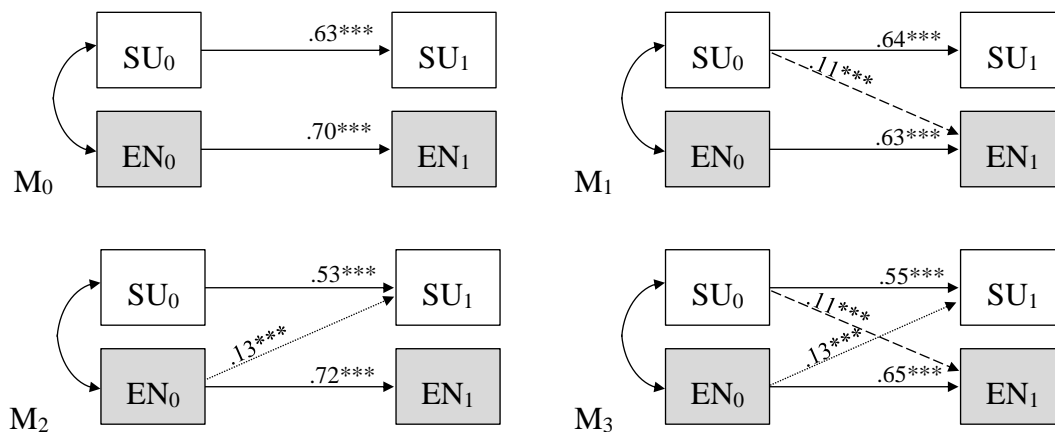 SU₀ .63*** SU₁
EN₀ .70*** EN₁
M₀
SU₀ .64*** SU₁
.11***
EN₀ .63*** EN₁
M₁
SU₀ .53*** SU₁
.13***
EN₀ .72*** EN₁
M₂
SU₀ .55*** SU₁
.11***
.13***
EN₀ .65*** EN₁
M₃